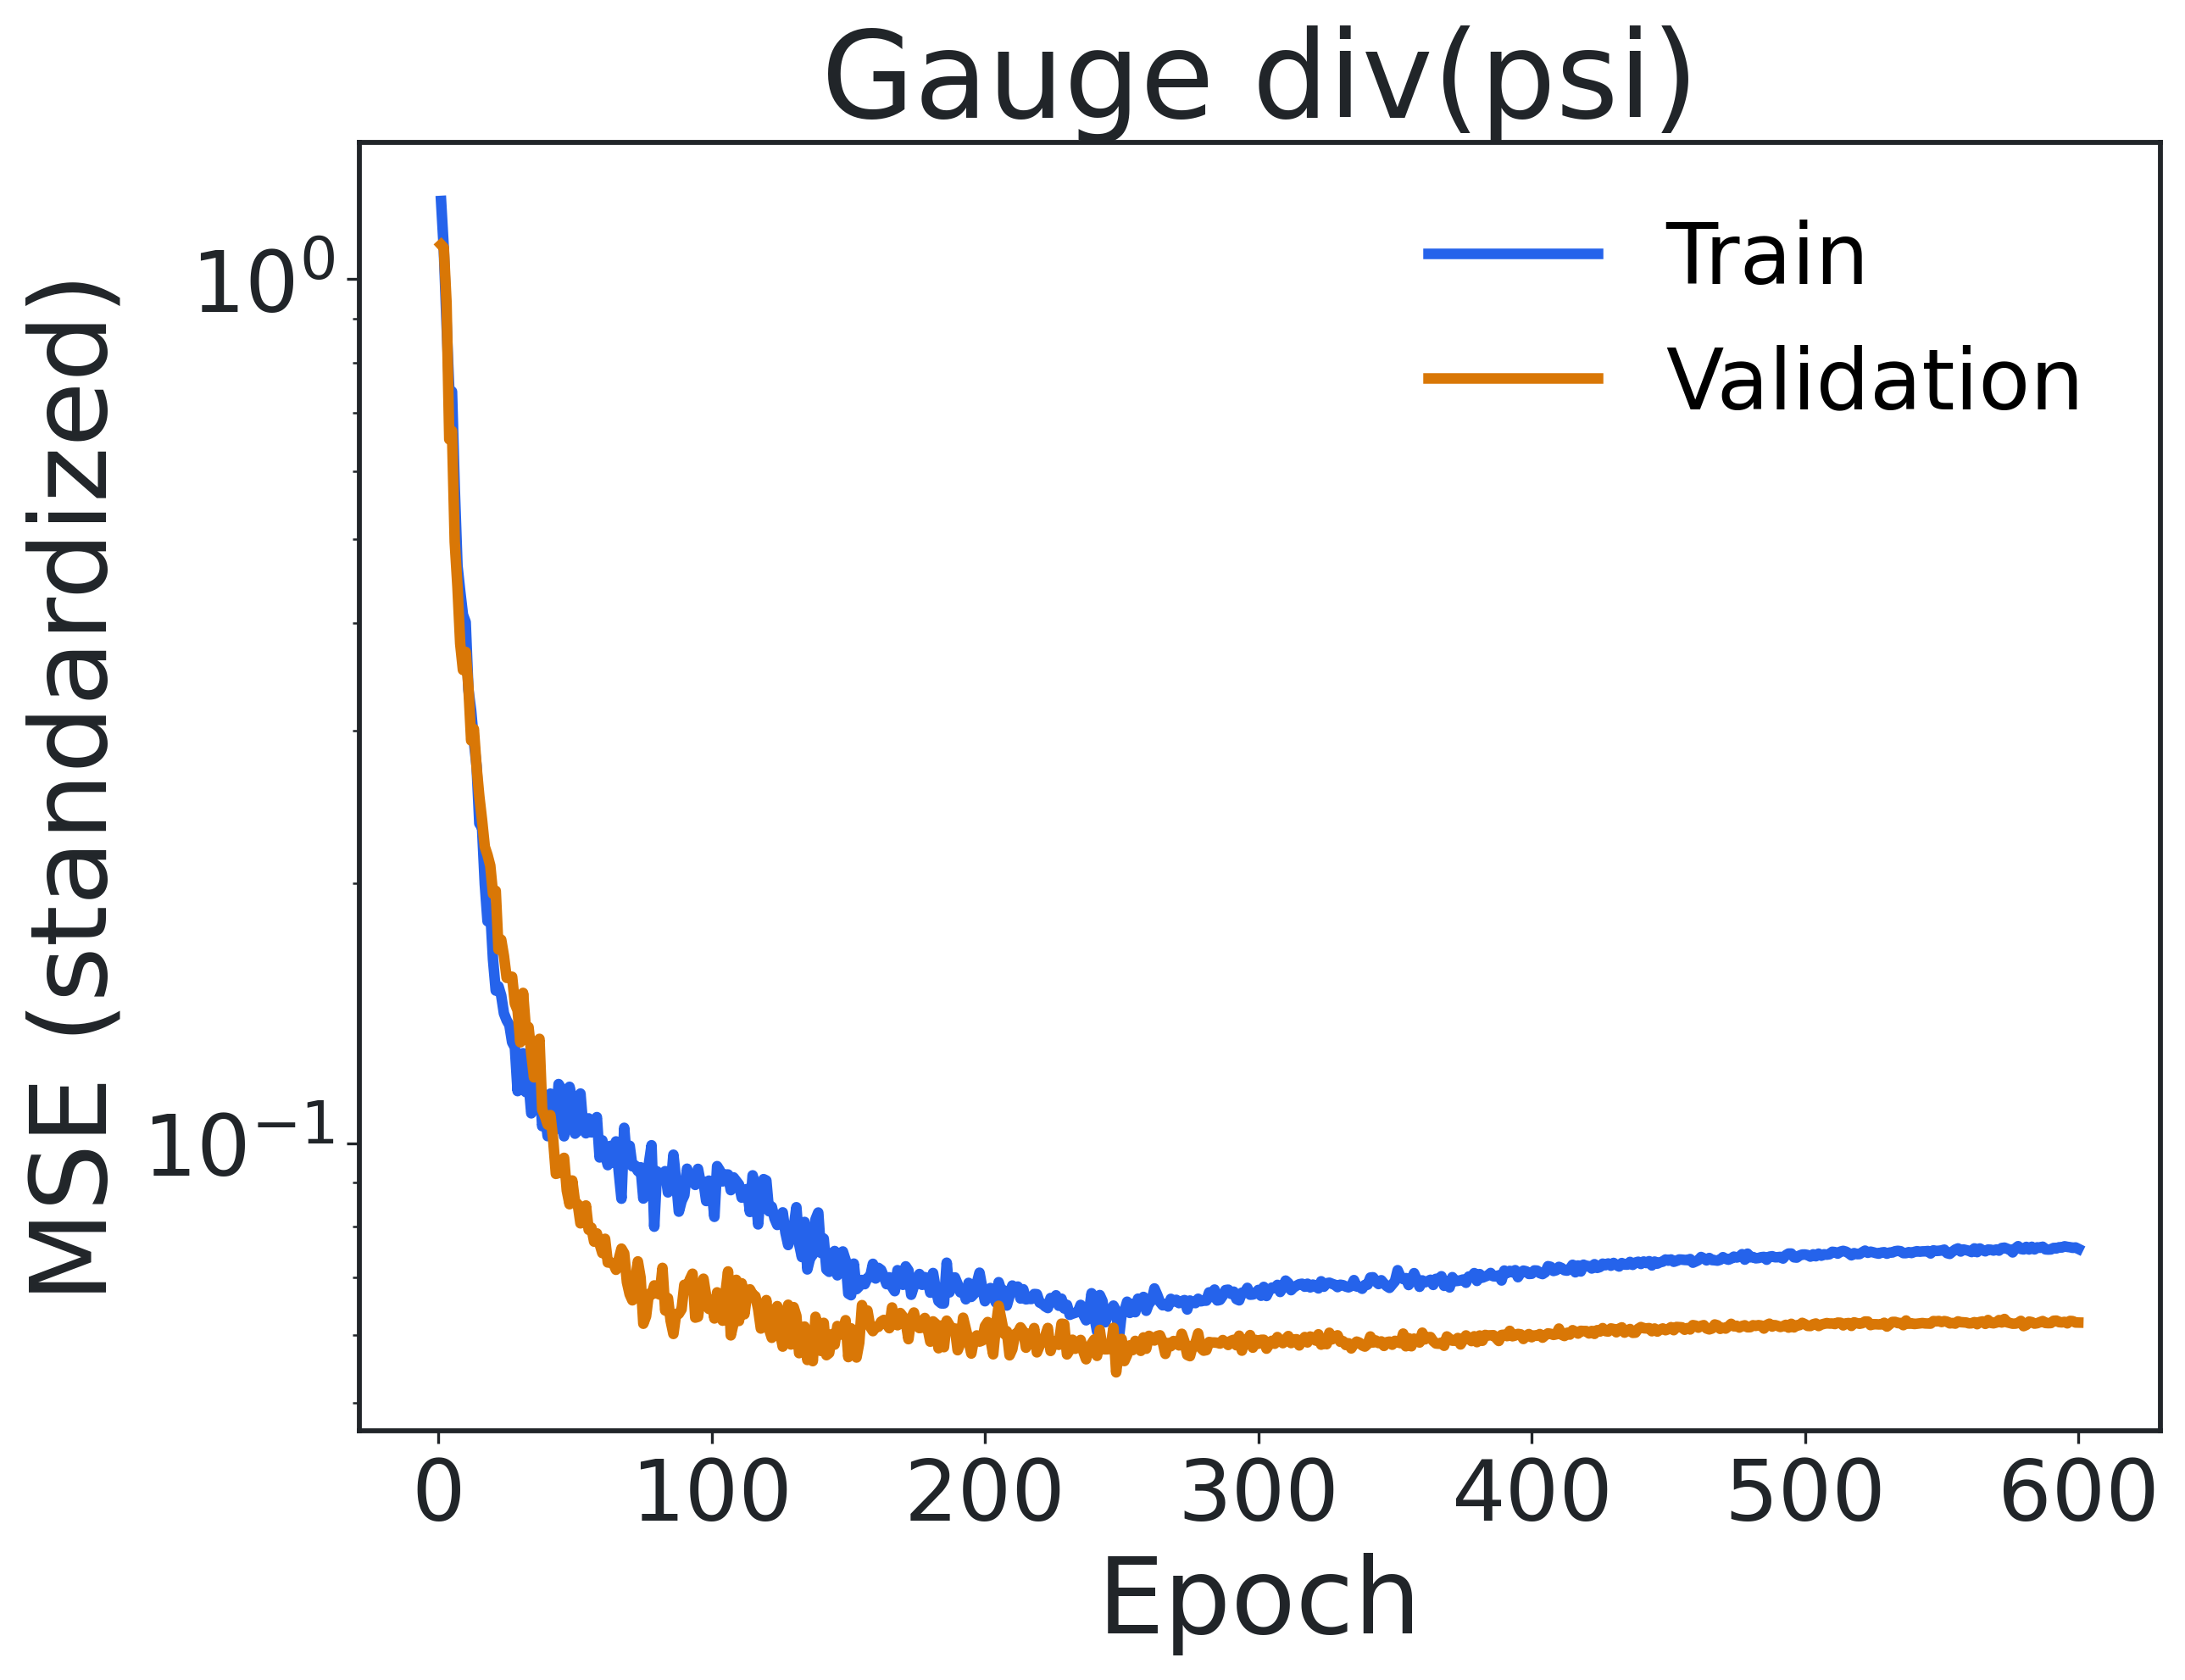 Gauge div(psi)
MSE (standardized)
10⁰
10⁻¹
Train
Validation
0 100 200 300 400 500 600
Epoch